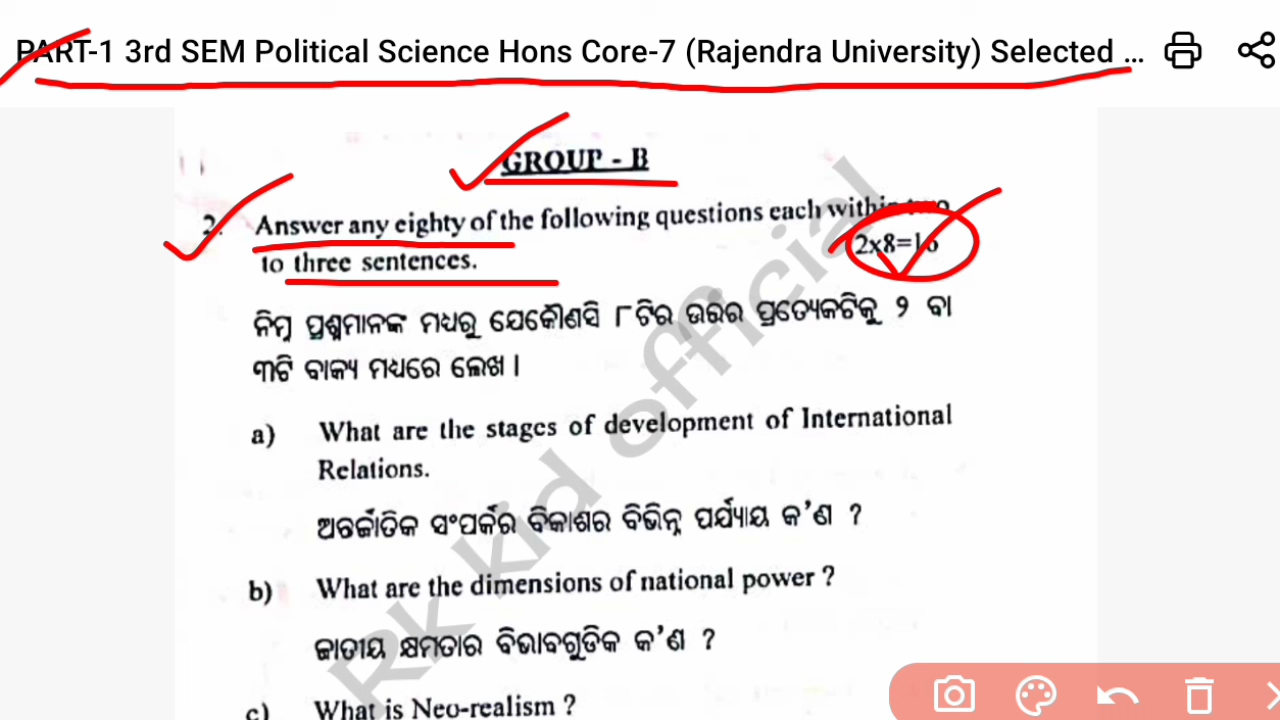 PART-1 3rd SEM Political Science Hons Core-7 (Rajendra University) Selected ...
GROUP - B
2. Answer any eighty of the following questions each within two
to three sentences. 2x8=16
ନିମ୍ନ ପ୍ରଶ୍ନମାନଙ୍କ ମଧ୍ୟରୁ ଯେକୌଣସି ୮ଟିର ଉତ୍ତର ପ୍ରତ୍ୟେକଟିକୁ ୨ ବା
୩ଟି ବାକ୍ୟ ମଧ୍ୟରେ ଲେଖ ।
a) What are the stages of development of International
Relations.
ଅନ୍ତର୍ଜାତିକ ସଂପର୍କର ବିକାଶର ବିଭିନ୍ନ ପର୍ଯ୍ୟାୟ କ'ଣ ?
b) What are the dimensions of national power ?
ଜାତୀୟ କ୍ଷମତାର ବିଭାବଗୁଡିକ କ'ଣ ?
c) What is Neo-realism ?
Rk kid official